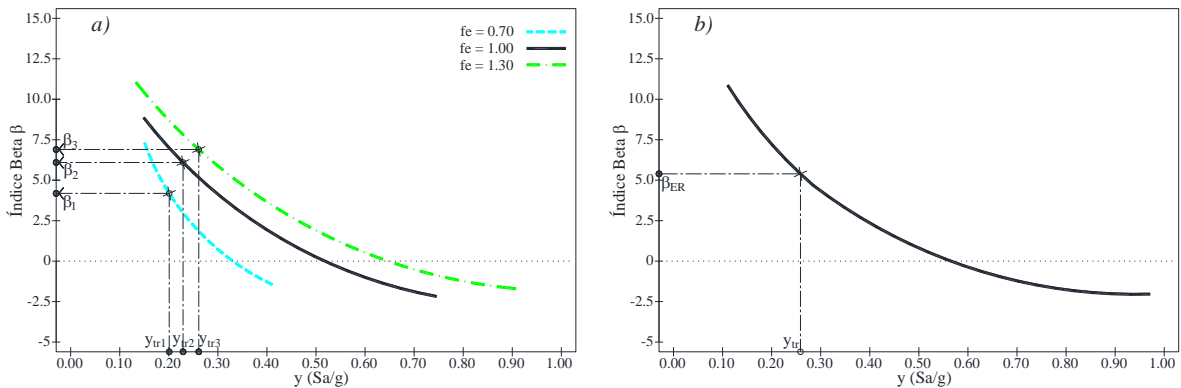 a)
Índice Beta β
15.0
12.5
10.0
7.5
5.0
2.5
0
-2.5
-5
β3
β2
β1
fe = 0.70
fe = 1.00
fe = 1.30
ytr1 ytr2 ytr3
0.00 0.10 0.20 0.30 0.40 0.50 0.60 0.70 0.80 0.90 1.00
y (Sa/g)
b)
Índice Beta β
15.0
12.5
10.0
7.5
5.0
2.5
0
-2.5
-5
βER
ytr
0.00 0.10 0.20 0.30 0.40 0.50 0.60 0.70 0.80 0.90 1.00
y (Sa/g)